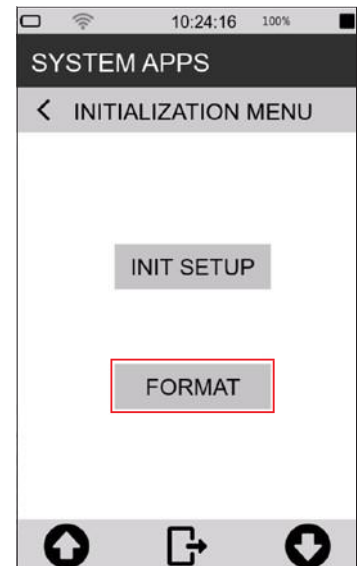 10:24:16 100%
SYSTEM APPS
INITIALIZATION MENU
INIT SETUP
FORMAT